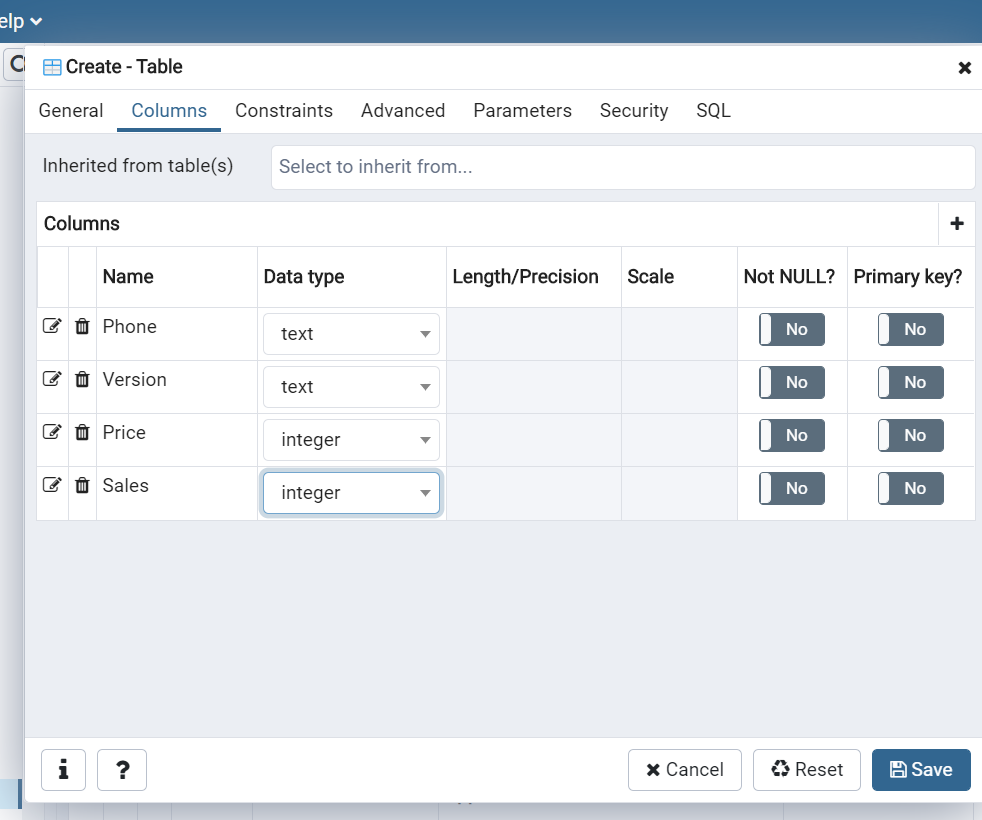 elp
Create - Table
General Columns Constraints Advanced Parameters Security SQL
Inherited from table(s) Select to inherit from...
Columns
Name Data type Length/Precision Scale Not NULL? Primary key?
Phone text No No
Version text No No
Price integer No No
Sales integer No No
i ? Cancel Reset Save